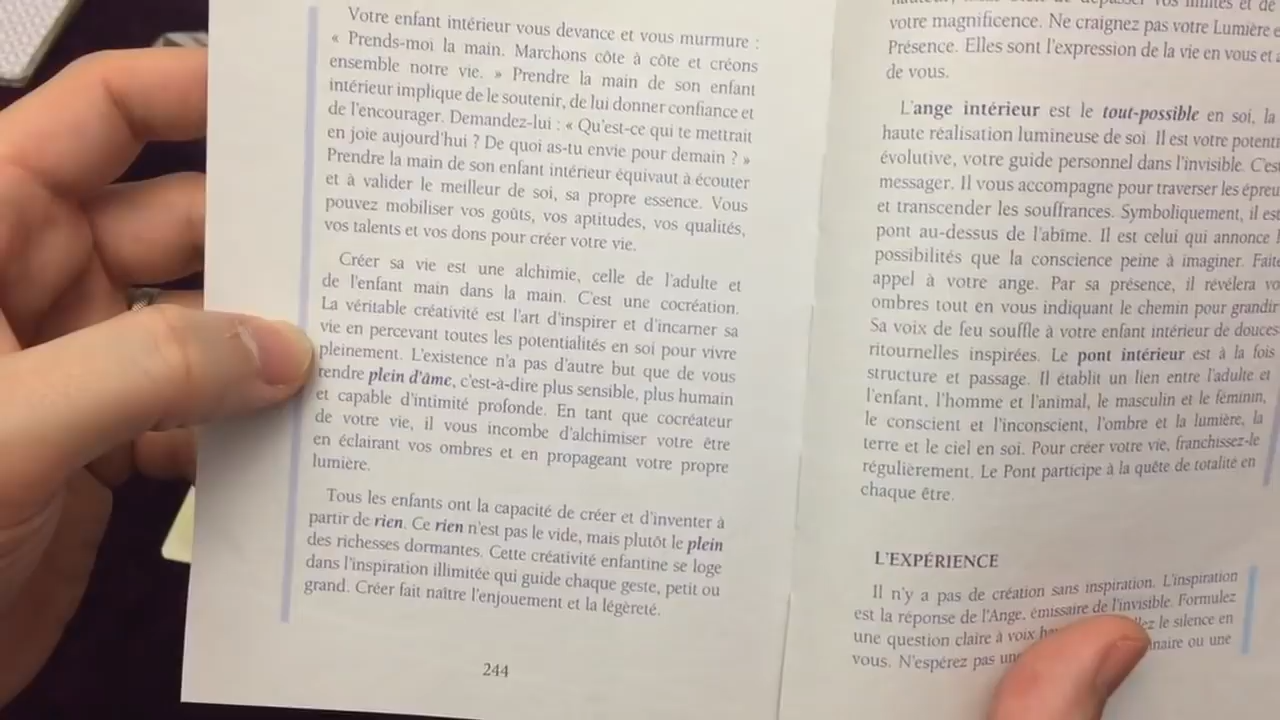 Votre enfant intérieur vous devance et vous murmure :
« Prends-moi la main. Marchons côte à côte et créons
ensemble notre vie. » Prendre la main de son enfant
intérieur implique de le soutenir, de lui donner confiance et
de l'encourager. Demandez-lui : « Qu'est-ce qui te mettrait
en joie aujourd'hui ? De quoi as-tu envie pour demain ? »
Prendre la main de son enfant intérieur équivaut à écouter
et à valider le meilleur de soi, sa propre essence. Vous
pouvez mobiliser vos goûts, vos aptitudes, vos qualités,
vos talents et vos dons pour créer votre vie.
Créer sa vie est une alchimie, celle de l'adulte et
de l'enfant main dans la main. C'est une cocréation.
La véritable créativité est l'art d'inspirer et d'incarner sa
vie en percevant toutes les potentialités en soi pour vivre
pleinement. L'existence n'a pas d'autre but que de vous
rendre plein d'âme, c'est-à-dire plus sensible, plus humain
et capable d'intimité profonde. En tant que cocréateur
de votre vie, il vous incombe d'alchimiser votre être
en éclairant vos ombres et en propageant votre propre
lumière.
Tous les enfants ont la capacité de créer et d'inventer à
partir de rien. Ce rien n'est pas le vide, mais plutôt le plein
des richesses dormantes. Cette créativité enfantine se loge
dans l'inspiration illimitée qui guide chaque geste, petit ou
grand. Créer fait naître l'enjouement et la légèreté.
244
vos limites et de
votre magnificence. Ne craignez pas votre Lumière
Présence. Elles sont l'expression de la vie en vous et
de vous.
L'ange intérieur est le tout-possible en soi, la
haute réalisation lumineuse de soi. Il est votre
évolutive, votre guide personnel dans l'invisible.
messager. Il vous accompagne pour traverser les
et transcender les souffrances. Symboliquement, il est
pont au-dessus de l'abîme. Il est celui qui annonce
possibilités que la conscience peine à imaginer.
appel à votre ange. Par sa présence, il révélera
ombres tout en vous indiquant le chemin pour grandir
Sa voix de feu souffle à votre enfant intérieur de douces
ritournelles inspirées. Le pont intérieur est à la fois
structure et passage. Il établit un lien entre l'adulte et
l'enfant, l'homme et l'animal, le masculin et le féminin,
le conscient et l'inconscient, l'ombre et la lumière, la
terre et le ciel en soi. Pour créer votre vie, franchissez-le
régulièrement. Le Pont participe à la quête de totalité en
chaque être.
L'EXPÉRIENCE
Il n'y a pas de création sans inspiration. L'inspiration
est la réponse de l'Ange, émissaire de l'invisible. Formulez
une question claire à voix le silence en
vous. N'espérez pas ou une